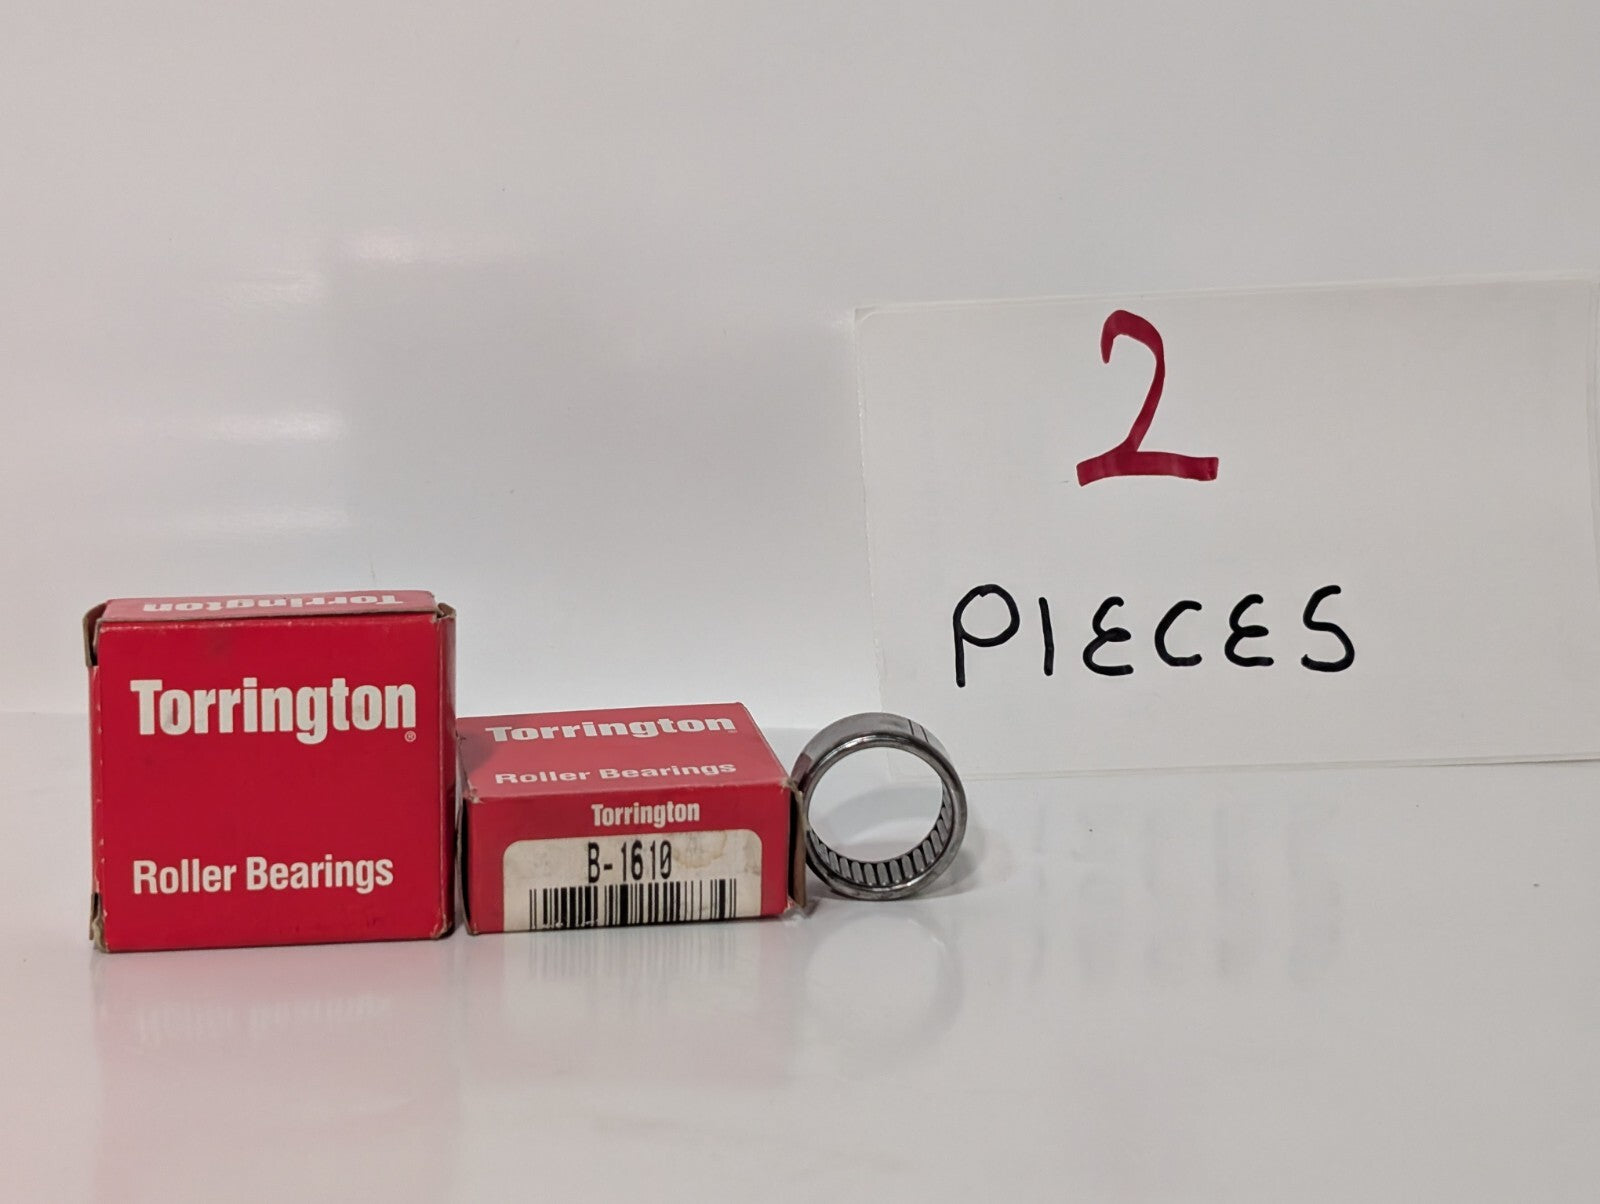 2
PIECES
Torrington
Torrington®
Roller Bearings
Torrington
Roller Bearings
Torrington
B-1610